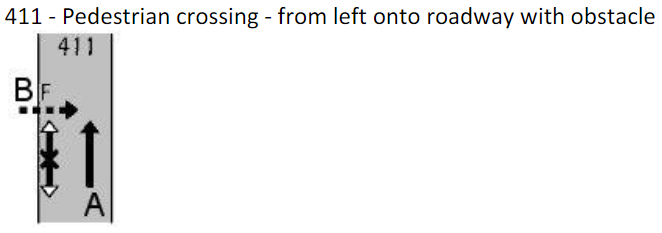 411 - Pedestrian crossing - from left onto roadway with obstacle
411
B F
A